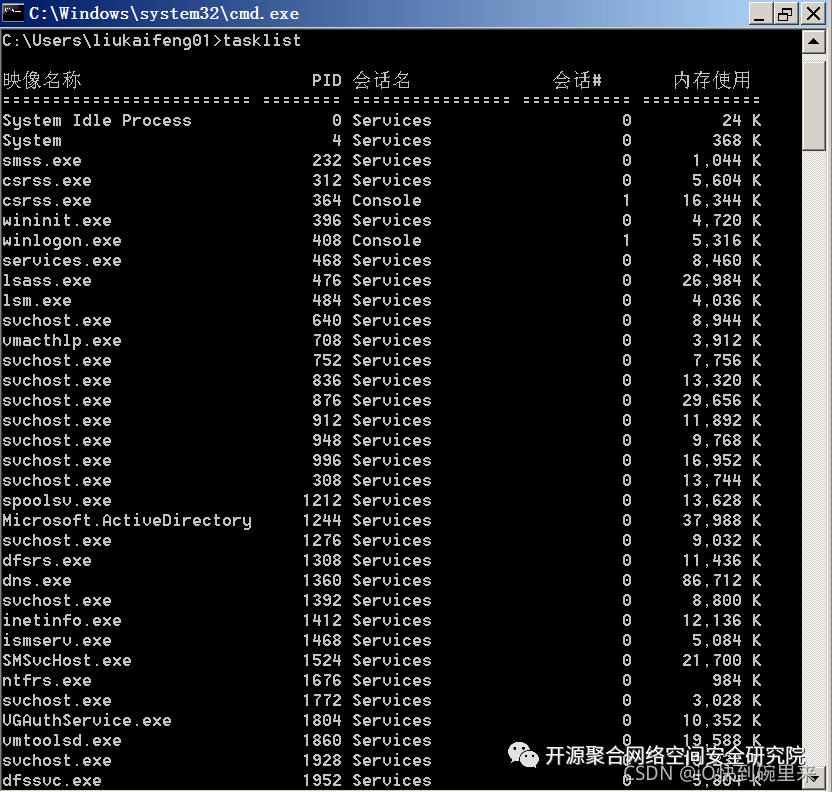 C:\Windows\system32\cmd.exe
C:\Users\liukaifeng01>tasklist
映像名称 PID 会话名 会话# 内存使用
========================= ======== ================ =========== ============
System Idle Process 0 Services 0 24 K
System 4 Services 0 368 K
smss.exe 232 Services 0 1,044 K
csrss.exe 312 Services 0 5,604 K
csrss.exe 364 Console 1 16,344 K
wininit.exe 396 Services 0 4,720 K
winlogon.exe 408 Console 1 5,316 K
services.exe 468 Services 0 8,460 K
lsass.exe 476 Services 0 26,984 K
lsm.exe 484 Services 0 4,036 K
svchost.exe 640 Services 0 8,944 K
vmacthlp.exe 708 Services 0 3,912 K
svchost.exe 752 Services 0 7,756 K
svchost.exe 836 Services 0 13,320 K
svchost.exe 876 Services 0 29,656 K
svchost.exe 912 Services 0 11,892 K
svchost.exe 948 Services 0 9,768 K
svchost.exe 996 Services 0 16,952 K
svchost.exe 308 Services 0 13,744 K
spoolsv.exe 1212 Services 0 13,628 K
Microsoft.ActiveDirectory 1244 Services 0 37,988 K
svchost.exe 1276 Services 0 9,032 K
dfsrs.exe 1308 Services 0 11,436 K
dns.exe 1360 Services 0 86,712 K
svchost.exe 1392 Services 0 8,800 K
inetinfo.exe 1412 Services 0 12,136 K
ismserv.exe 1468 Services 0 5,084 K
SMSvcHost.exe 1524 Services 0 21,700 K
ntfrs.exe 1676 Services 0 984 K
svchost.exe 1772 Services 0 3,028 K
VGAuthService.exe 1804 Services 0 10,352 K
vmtoolsd.exe 1860 Services 0 19,588 K
svchost.exe 1928 Services
开源聚合网络空间安全研究院
dfssvc.exe 1952 Services 0
CSDN @IO快到碗里来